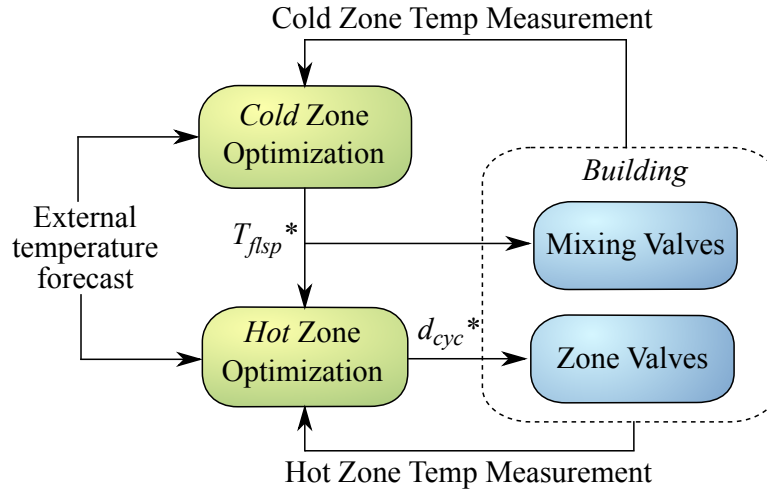 Cold Zone Temp Measurement
Cold Zone
Optimization
Building
External
temperature
forecast
T_flsp*
Mixing Valves
Hot Zone
Optimization
d_cyc*
Zone Valves
Hot Zone Temp Measurement